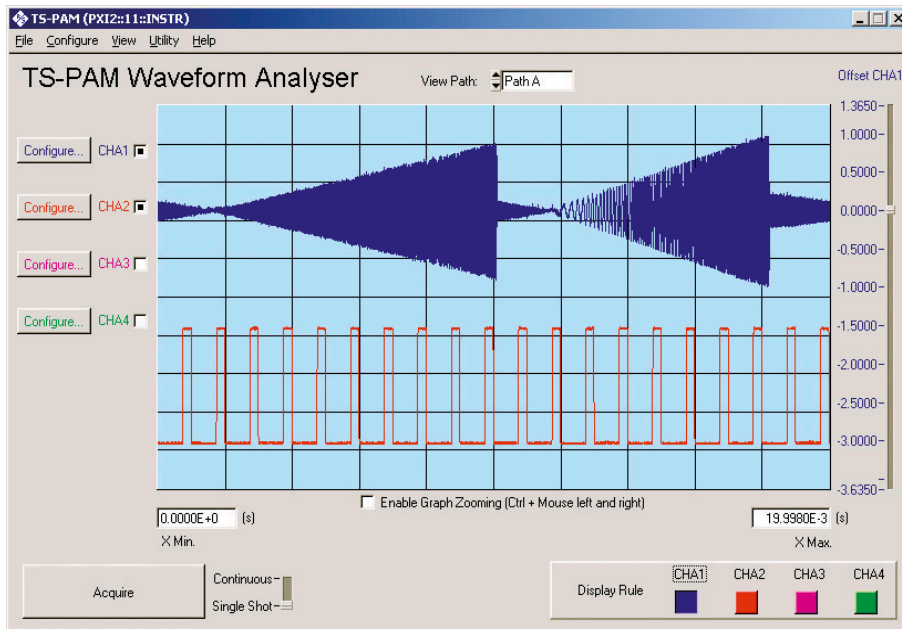 TS-PAM (PXI2::11::INSTR)
File Configure View Utility Help
TS-PAM Waveform Analyser
View Path: Path A
Offset CHA1
Configure... CHA1
Configure... CHA2
Configure... CHA3
Configure... CHA4
1.3650
1.0000
0.5000
0.0000
-0.5000
-1.0000
-1.5000
-2.0000
-2.5000
-3.0000
-3.6350
Enable Graph Zooming (Ctrl + Mouse left and right)
0.0000E+0 (s)
19.9980E-3 (s)
X Min.
X Max.
Acquire
Continuous
Single Shot
Display Rule
CHA1 CHA2 CHA3 CHA4